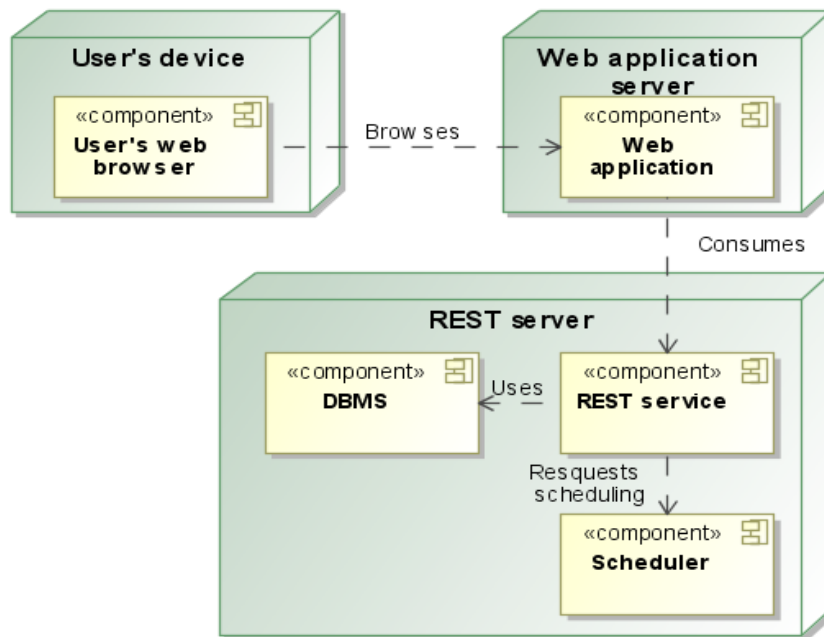 User's device
«component»
User's web
browser
Browses
Web application
server
«component»
Web
application
Consumes
REST server
«component»
DBMS
Uses
«component»
REST service
Resquests
scheduling
«component»
Scheduler